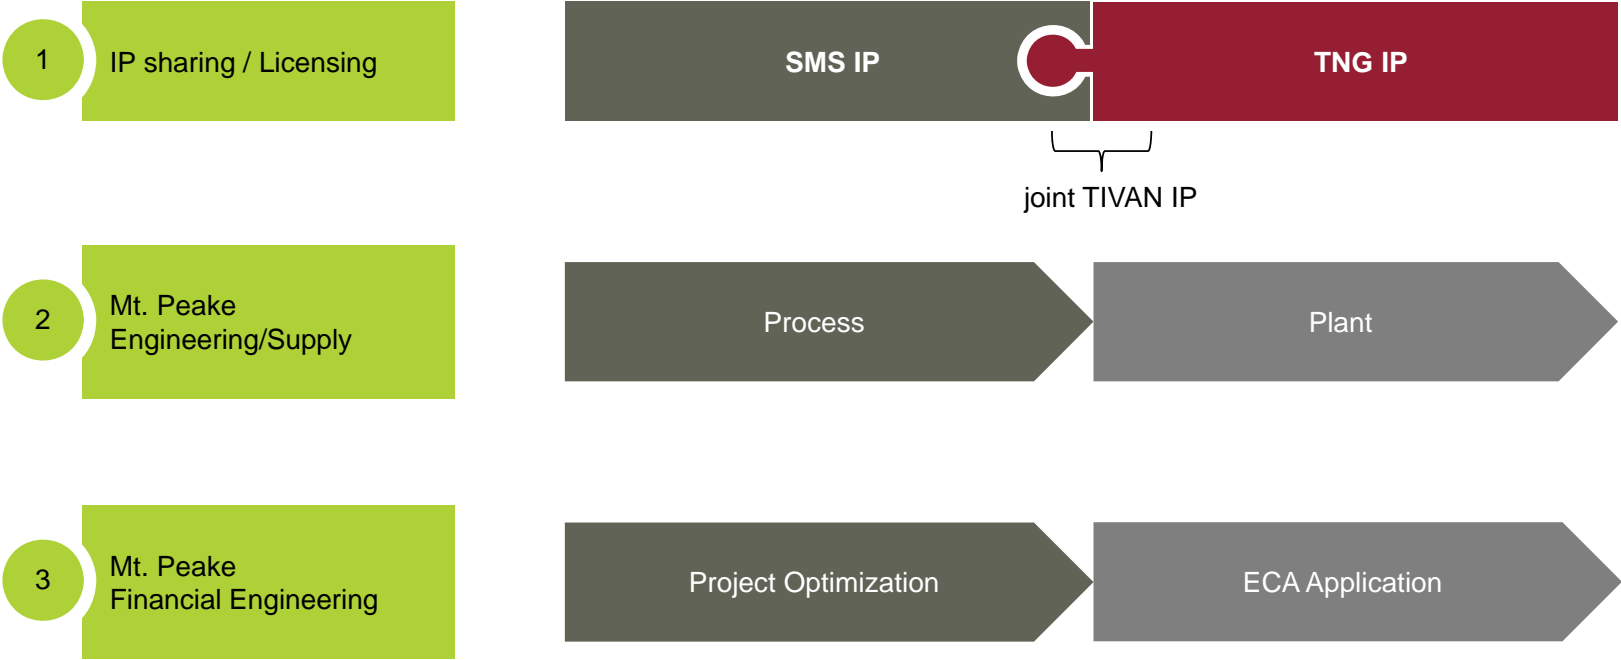 1
IP sharing / Licensing
SMS IP
TNG IP
joint TIVAN IP
2
Mt. Peake
Engineering/Supply
Process
Plant
3
Mt. Peake
Financial Engineering
Project Optimization
ECA Application